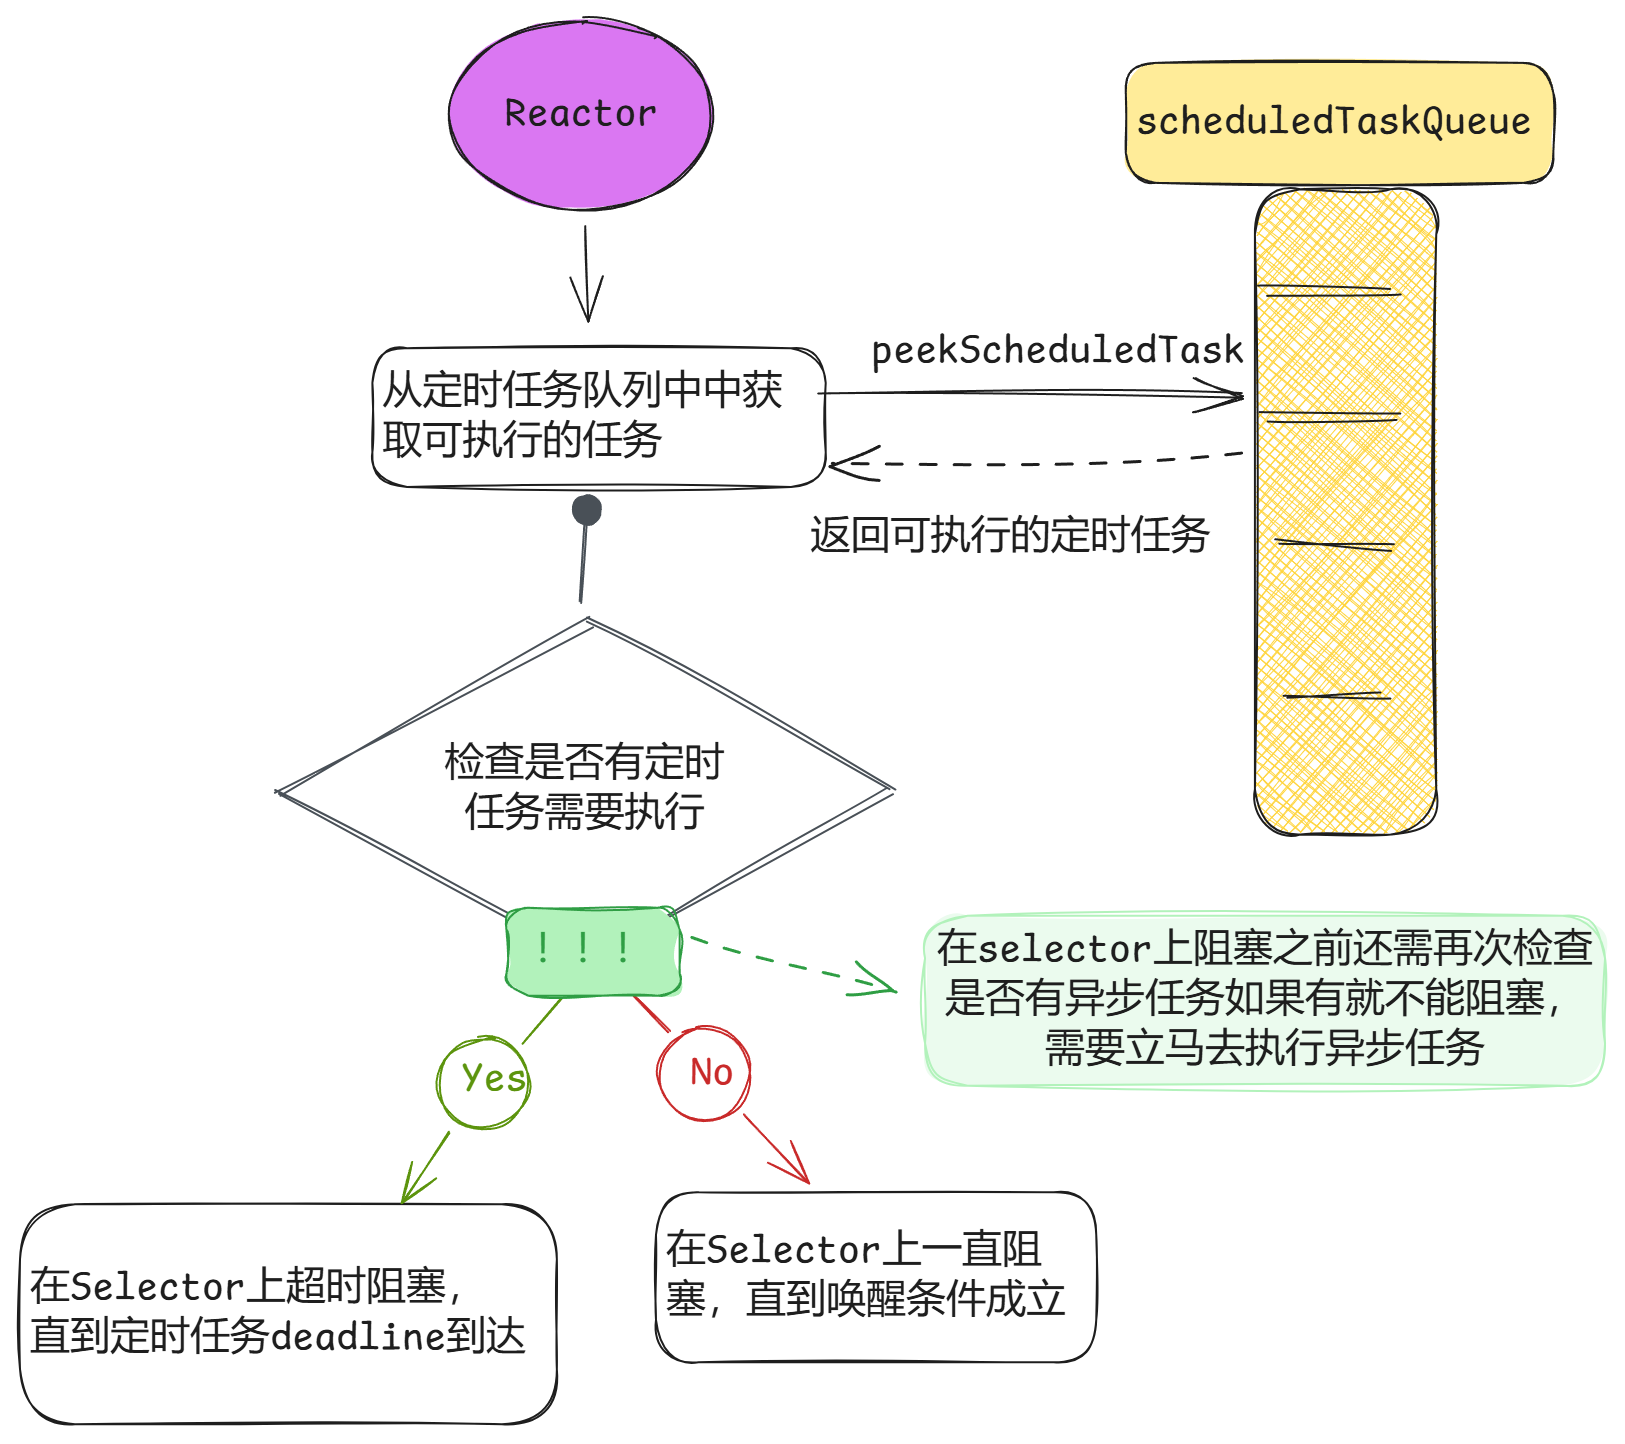 Reactor
scheduledTaskQueue
peekScheduledTask
从定时任务队列中中获
取可执行的任务
返回可执行的定时任务
检查是否有定时
任务需要执行
！！！
在selector上阻塞之前还需再次检查
是否有异步任务如果有就不能阻塞，
需要立马去执行异步任务
Yes
No
在Selector上超时阻塞，
直到定时任务deadline到达
在Selector上一直阻
塞，直到唤醒条件成立